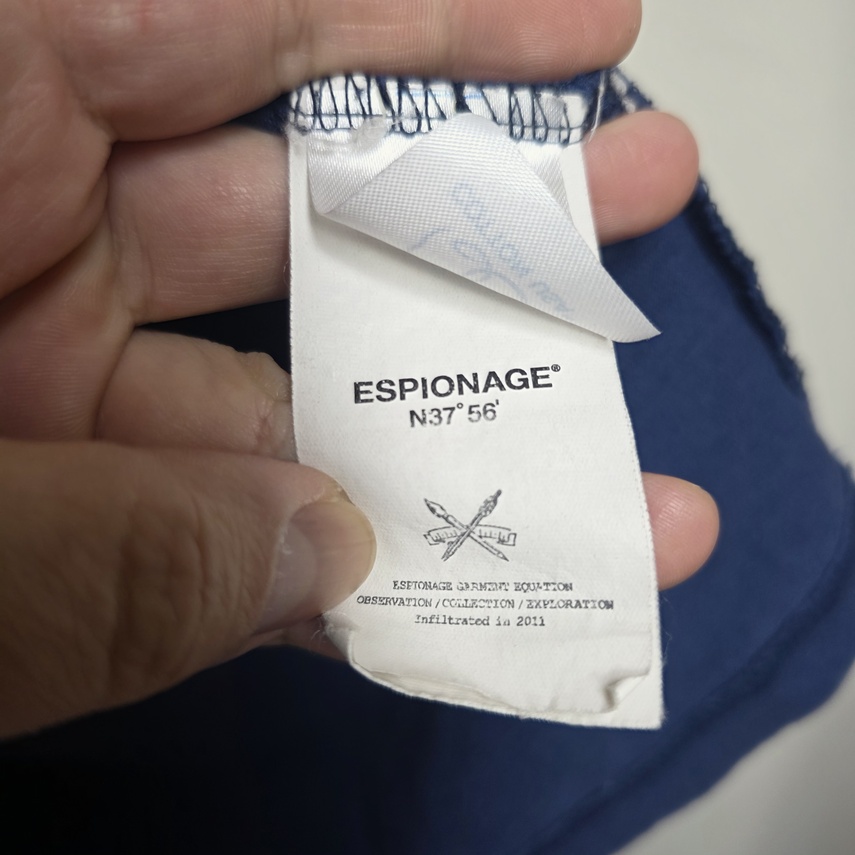 ESPIONAGE®
N37° 56'
ESPIONAGE GARMENT EQUATION
OBSERVATION / COLLECTION / EXPLORATION
Infiltrated in 2011